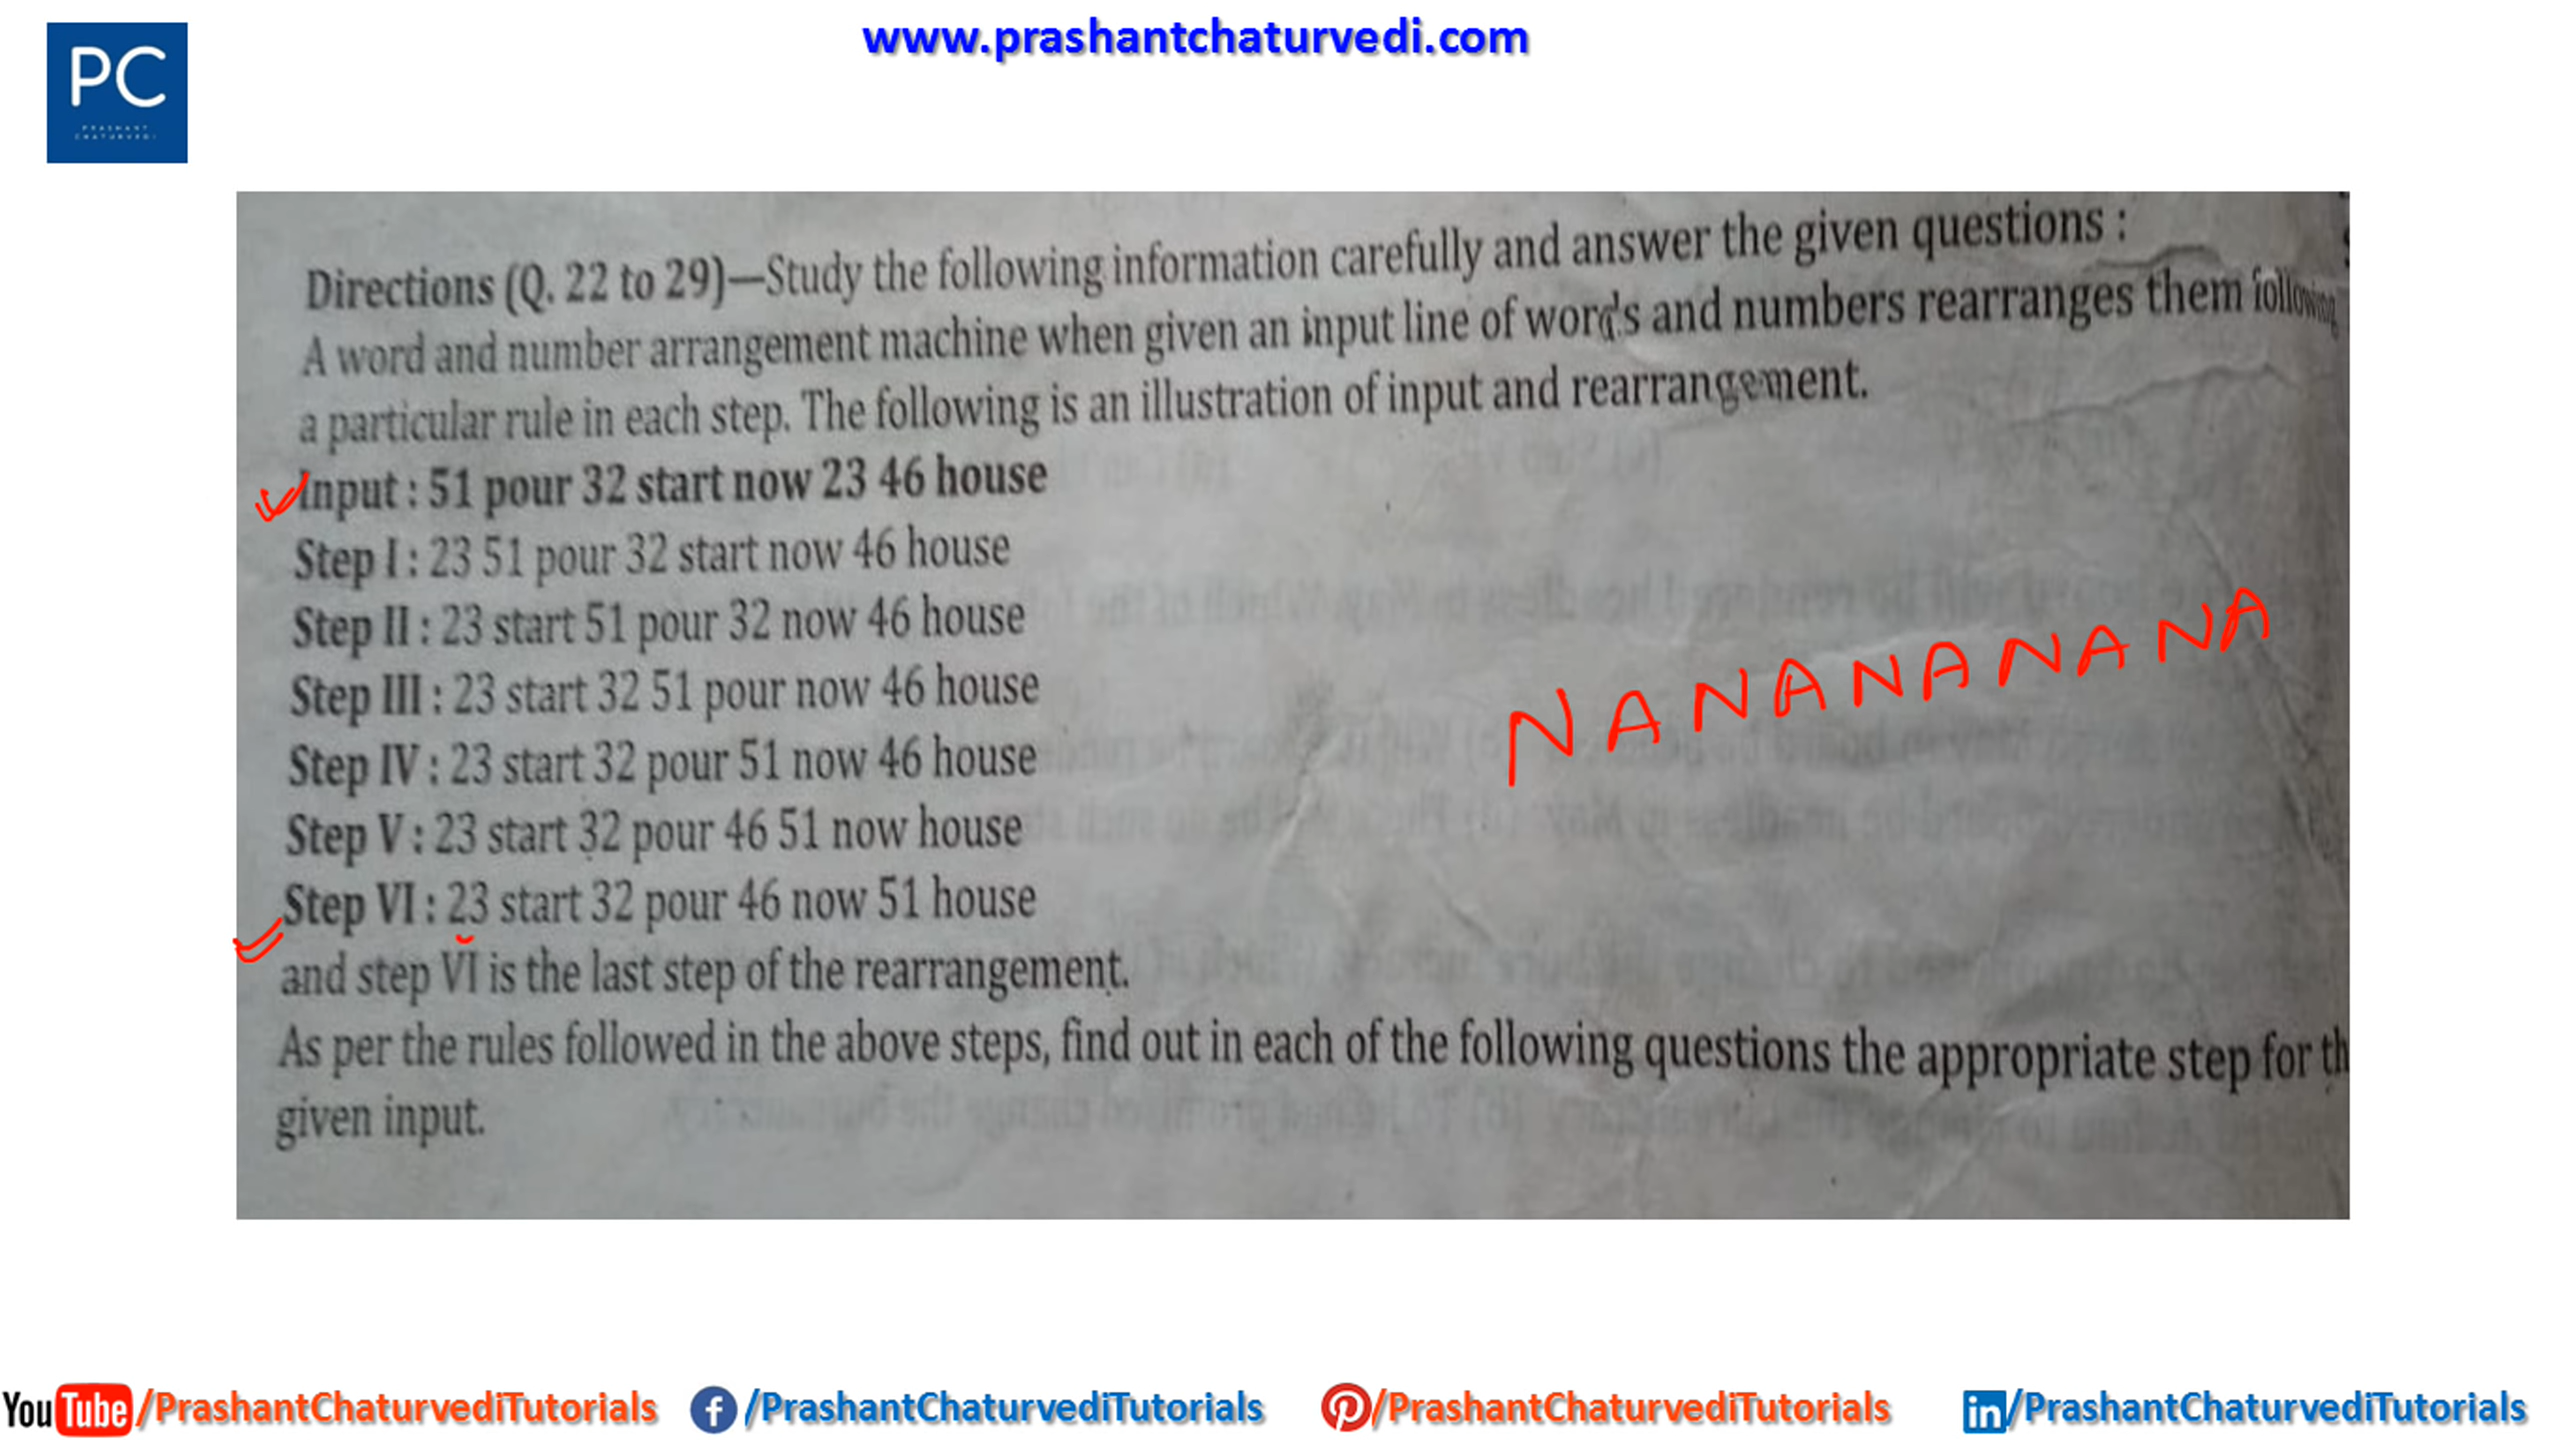 www.prashantchaturvedi.com
PC
PRASHANT
CHATURVEDI
Directions (Q. 22 to 29)—Study the following information carefully and answer the given questions :
A word and number arrangement machine when given an input line of words and numbers rearranges them following
a particular rule in each step. The following is an illustration of input and rearrangement.
Input : 51 pour 32 start now 23 46 house
Step I : 23 51 pour 32 start now 46 house
Step II : 23 start 51 pour 32 now 46 house
Step III : 23 start 32 51 pour now 46 house
NANANANANA
Step IV : 23 start 32 pour 51 now 46 house
Step V : 23 start 32 pour 46 51 now house
Step VI : 23 start 32 pour 46 now 51 house
and step VI is the last step of the rearrangement.
As per the rules followed in the above steps, find out in each of the following questions the appropriate step for th
given input.
YouTube /PrashantChaturvediTutorials f /PrashantChaturvediTutorials /PrashantChaturvediTutorials in /PrashantChaturvediTutorials